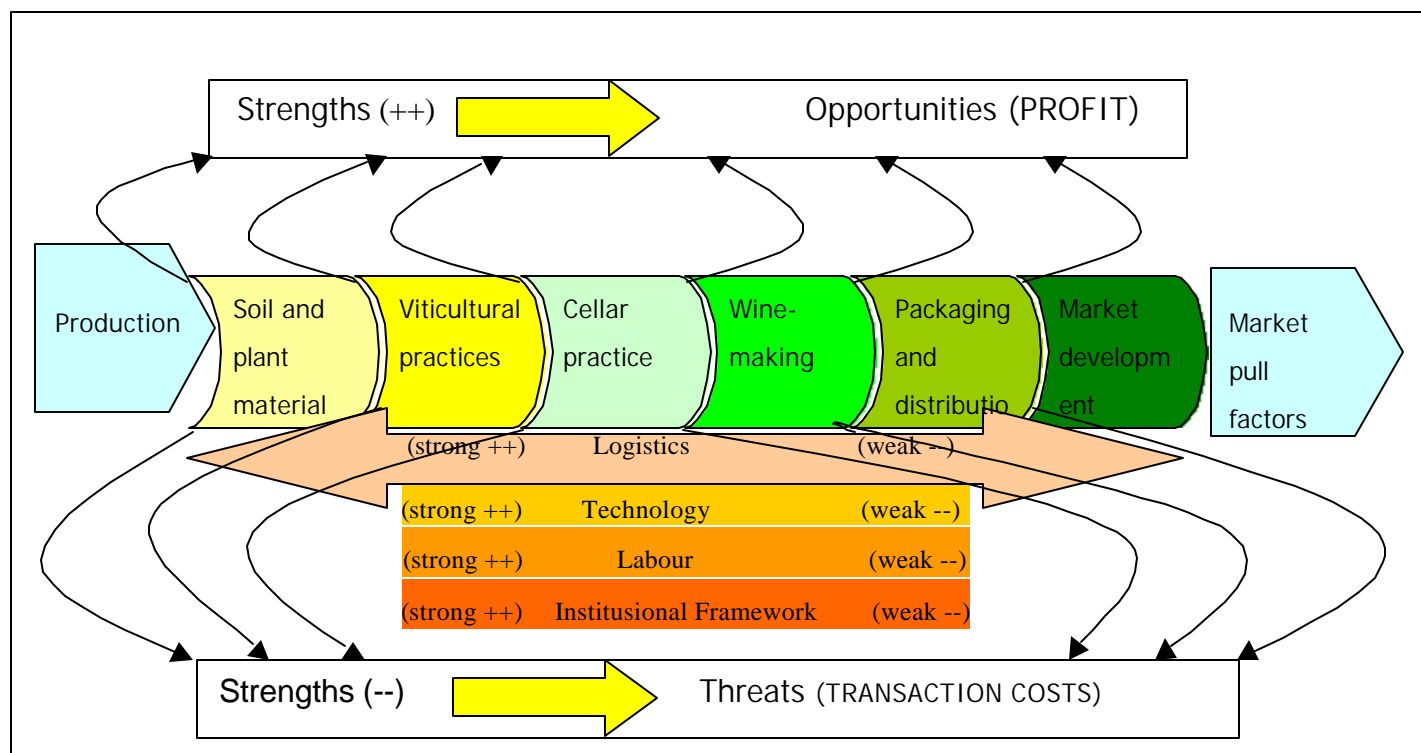 Strengths (++) Opportunities (PROFIT)
Production
Soil and
plant
material
Viticultural
practices
Cellar
practice
Wine-
making
Packaging
and
distributio
Market
developm
ent
Market
pull
factors
(strong ++) Logistics (weak --)
(strong ++) Technology (weak --)
(strong ++) Labour (weak --)
(strong ++) Institusional Framework (weak --)
Strengths (--) Threats (TRANSACTION COSTS)